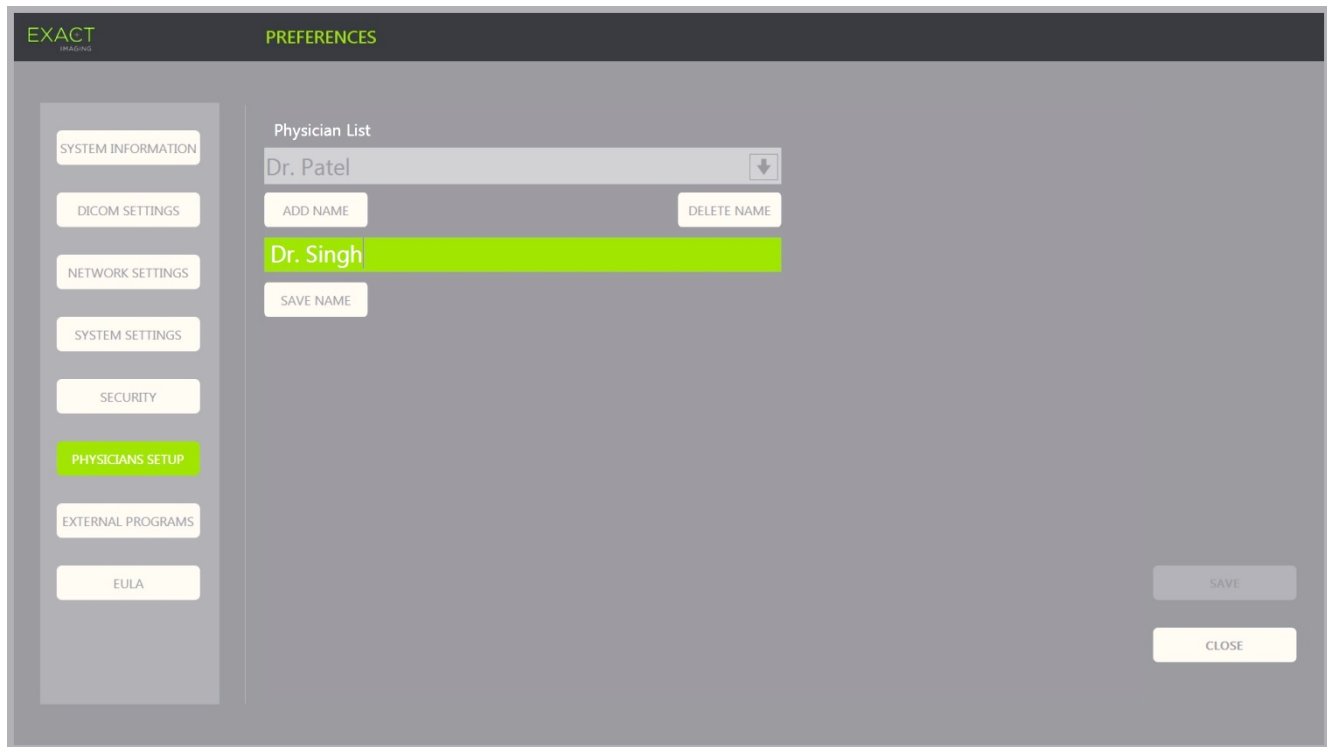 EXACT
IMAGING
PREFERENCES
SYSTEM INFORMATION
DICOM SETTINGS
NETWORK SETTINGS
SYSTEM SETTINGS
SECURITY
PHYSICIANS SETUP
EXTERNAL PROGRAMS
EULA
Physician List
Dr. Patel
ADD NAME
DELETE NAME
Dr. Singh
SAVE NAME
SAVE
CLOSE